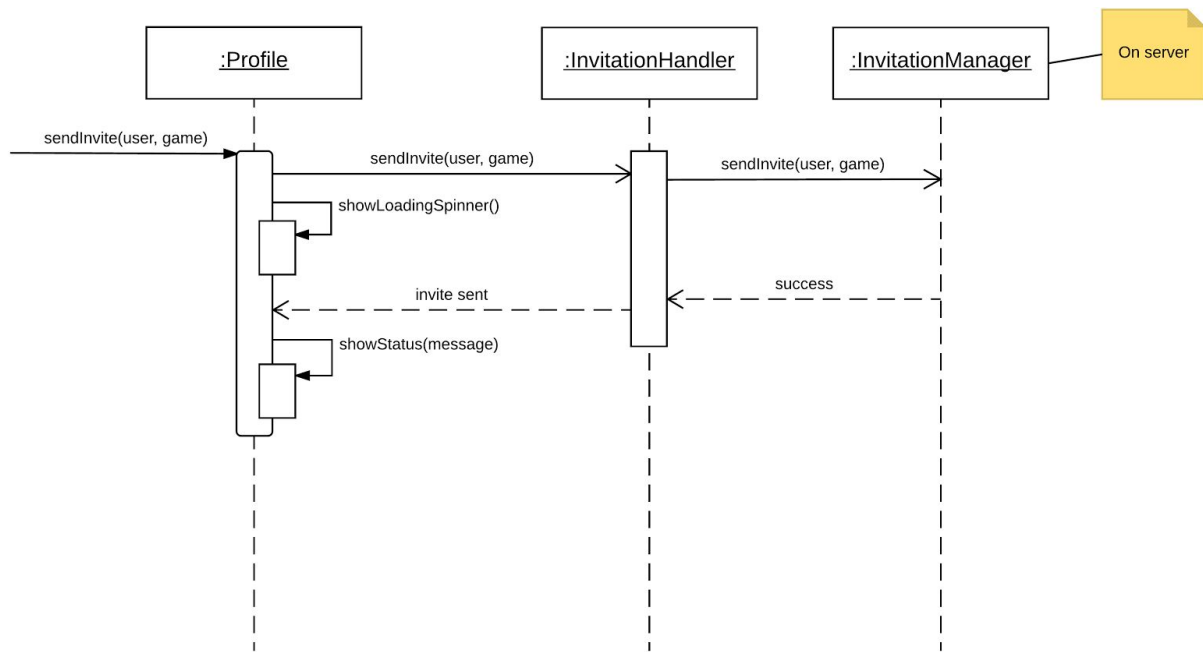 :Profile
:InvitationHandler
:InvitationManager
On server
sendInvite(user, game)
sendInvite(user, game)
sendInvite(user, game)
showLoadingSpinner()
success
invite sent
showStatus(message)